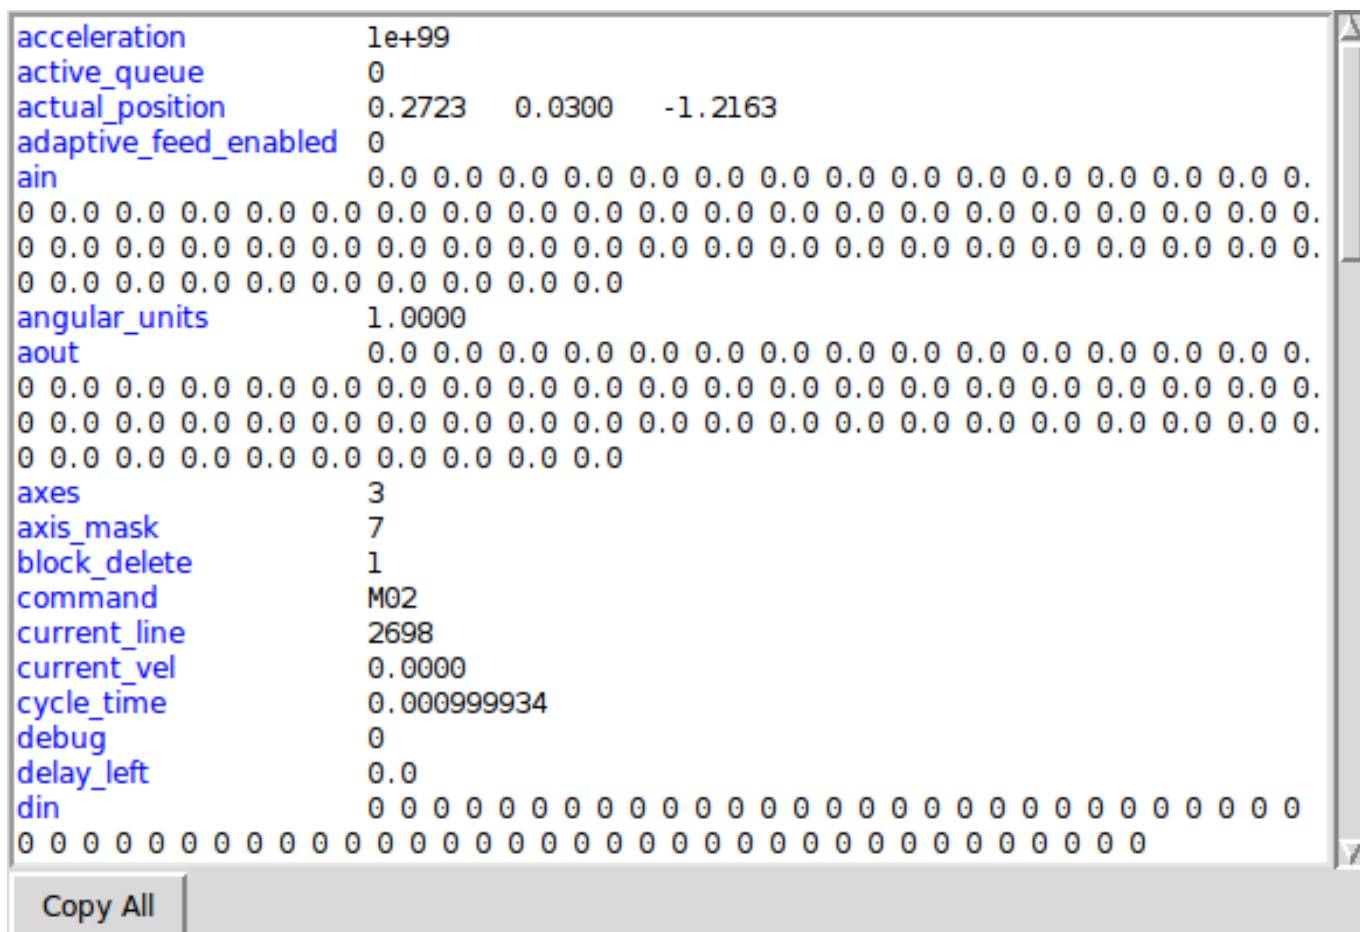 acceleration 1e+99
active_queue 0
actual_position 0.2723 0.0300 -1.2163
adaptive_feed_enabled 0
ain 0.0 0.0 0.0 0.0 0.0 0.0 0.0 0.0 0.0 0.0 0.0 0.0 0.0 0.0 0.
0 0.0 0.0 0.0 0.0 0.0 0.0 0.0 0.0 0.0 0.0 0.0 0.0 0.0 0.0 0.0 0.0 0.0 0.0 0.0 0.
0 0.0 0.0 0.0 0.0 0.0 0.0 0.0 0.0 0.0 0.0 0.0 0.0 0.0 0.0 0.0 0.0 0.0 0.0 0.0 0.
0 0.0 0.0 0.0 0.0 0.0 0.0 0.0 0.0 0.0
angular_units 1.0000
aout 0.0 0.0 0.0 0.0 0.0 0.0 0.0 0.0 0.0 0.0 0.0 0.0 0.0 0.0 0.
0 0.0 0.0 0.0 0.0 0.0 0.0 0.0 0.0 0.0 0.0 0.0 0.0 0.0 0.0 0.0 0.0 0.0 0.0 0.0 0.
0 0.0 0.0 0.0 0.0 0.0 0.0 0.0 0.0 0.0 0.0 0.0 0.0 0.0 0.0 0.0 0.0 0.0 0.0 0.0 0.
0 0.0 0.0 0.0 0.0 0.0 0.0 0.0 0.0 0.0
axes 3
axis_mask 7
block_delete 1
command M02
current_line 2698
current_vel 0.0000
cycle_time 0.000999934
debug 0
delay_left 0.0
din 0 0 0 0 0 0 0 0 0 0 0 0 0 0 0 0 0 0 0 0 0 0 0 0 0 0 0 0 0
0 0 0 0 0 0 0 0 0 0 0 0 0 0 0 0 0 0 0 0 0 0 0 0 0 0 0 0 0 0 0 0 0 0 0
Copy All